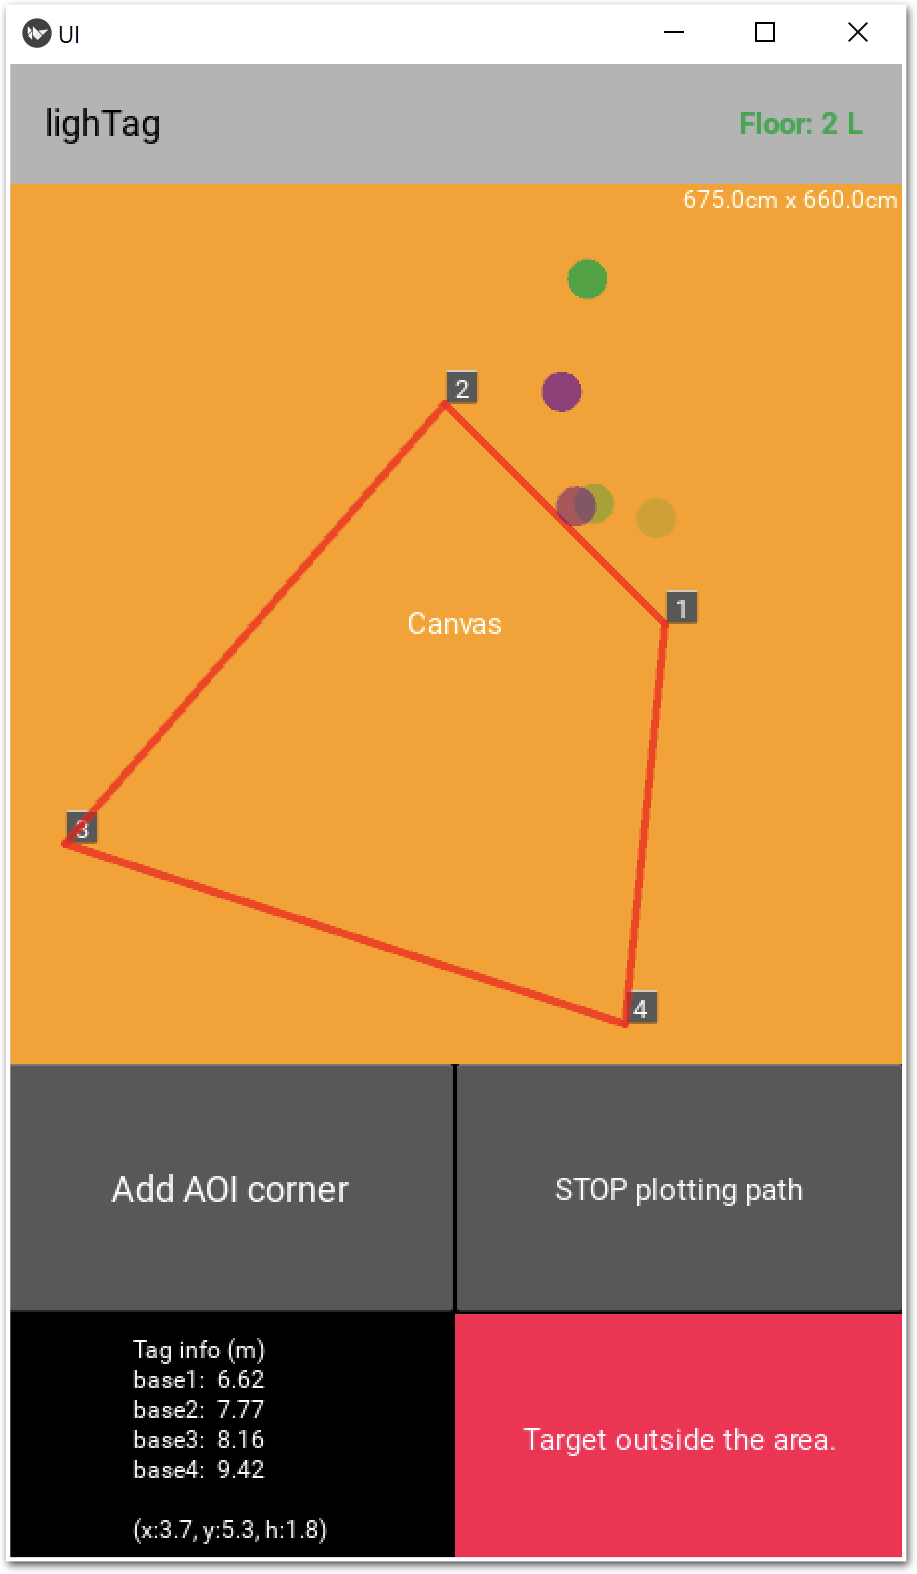 UI
lighTag
Floor: 2 L
675.0cm x 660.0cm
2
1
Canvas
3
4
Add AOI corner
STOP plotting path
Tag info (m)
base1: 6.62
base2: 7.77
base3: 8.16
base4: 9.42
(x:3.7, y:5.3, h:1.8)
Target outside the area.